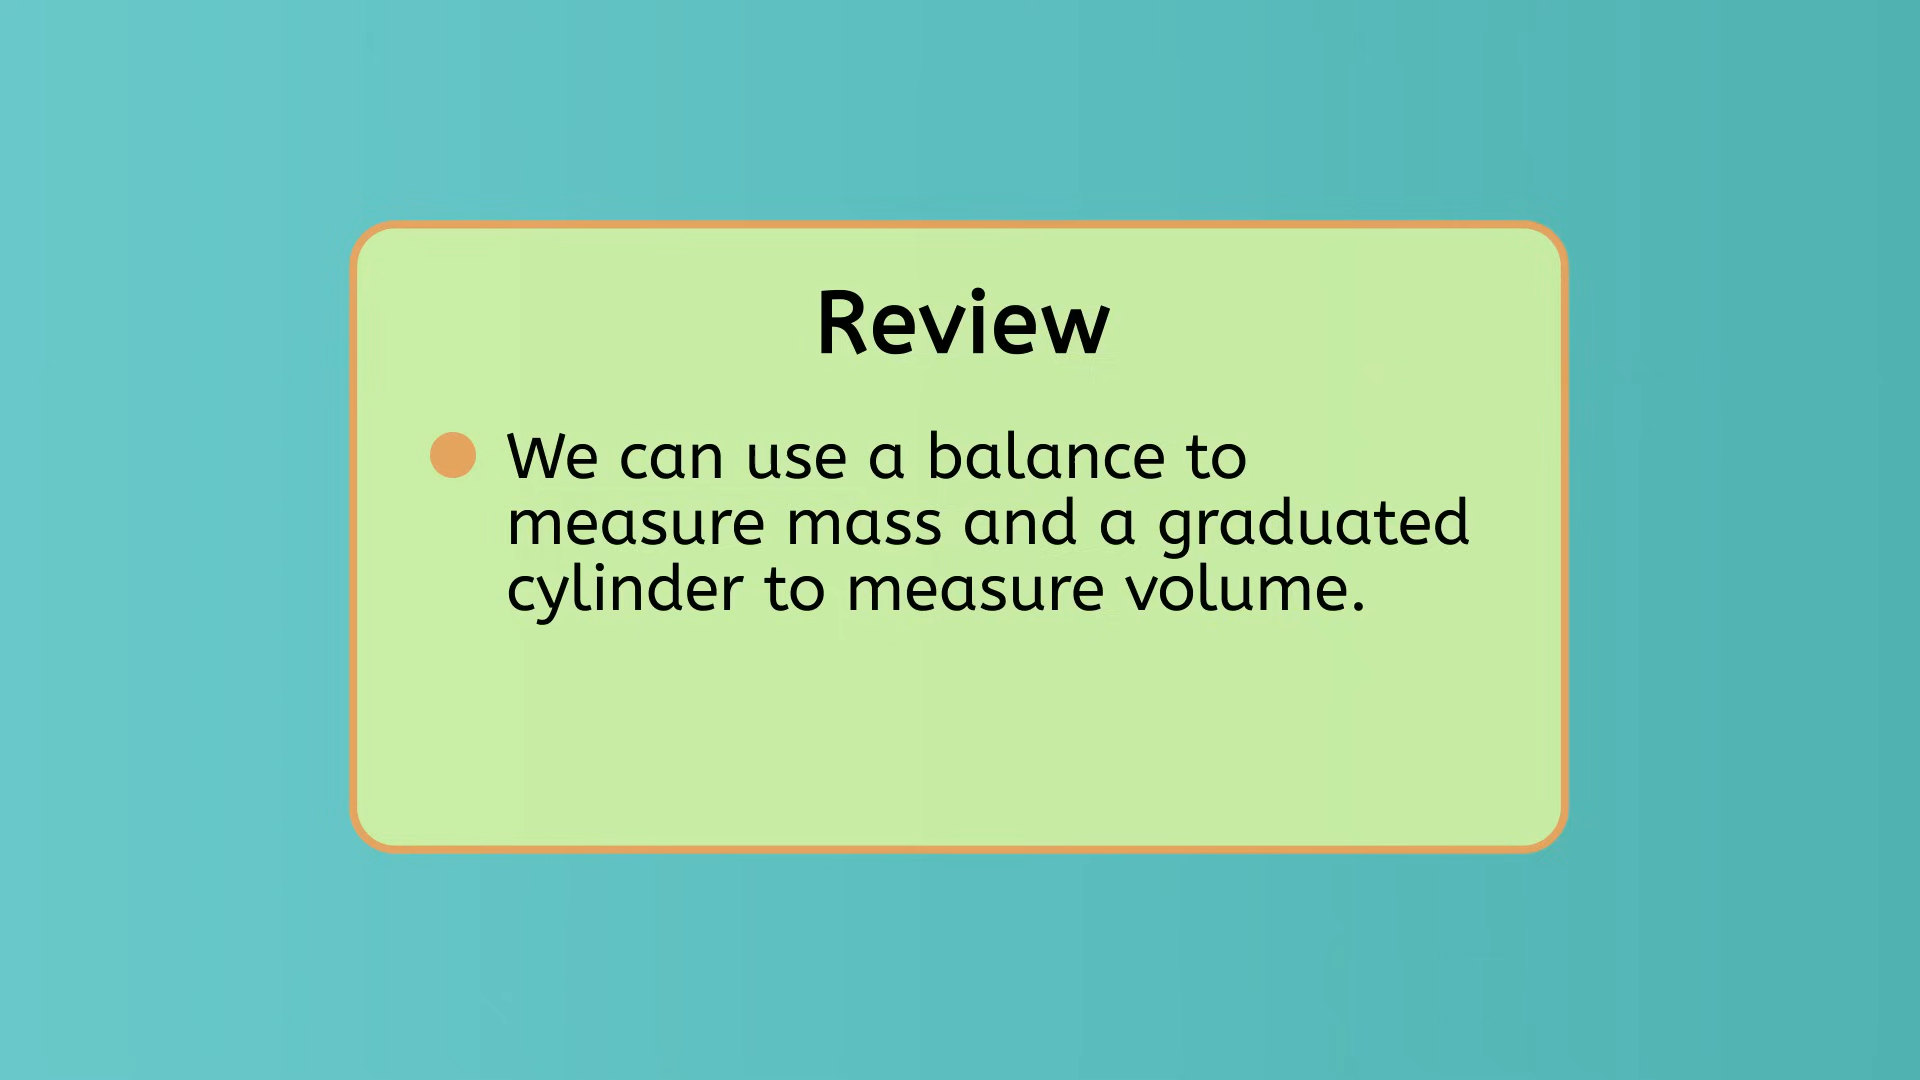 Review
We can use a balance to
measure mass and a graduated
cylinder to measure volume.